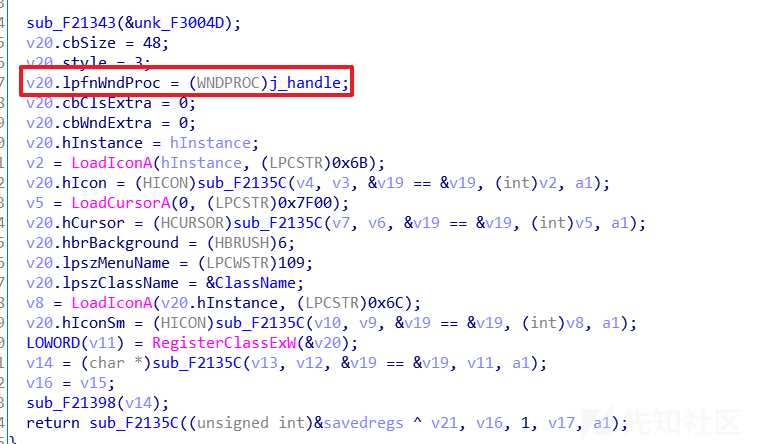 sub_F21343(&unk_F3004D);
v20.cbSize = 48;
v20.style = 3;
v20.lpfnWndProc = (WNDPROC)j_handle;
v20.cbClsExtra = 0;
v20.cbWndExtra = 0;
v20.hInstance = hInstance;
v2 = LoadIconA(hInstance, (LPCSTR)0x6B);
v20.hIcon = (HICON)sub_F2135C(v4, v3, &v19 == &v19, (int)v2, a1);
v5 = LoadCursorA(0, (LPCSTR)0x7F00);
v20.hCursor = (HCURSOR)sub_F2135C(v7, v6, &v19 == &v19, (int)v5, a1);
v20.hbrBackground = (HBRUSH)6;
v20.lpszMenuName = (LPCWSTR)109;
v20.lpszClassName = &ClassName;
v8 = LoadIconA(v20.hInstance, (LPCSTR)0x6C);
v20.hIconSm = (HICON)sub_F2135C(v10, v9, &v19 == &v19, (int)v8, a1);
LOWORD(v11) = RegisterClassExW(&v20);
v14 = (char *)sub_F2135C(v13, v12, &v19 == &v19, v11, a1);
v16 = v15;
sub_F21398(v14);
return sub_F2135C((unsigned int)&savedregs ^ v21, v16, 1, v17, a1);
}
先知社区